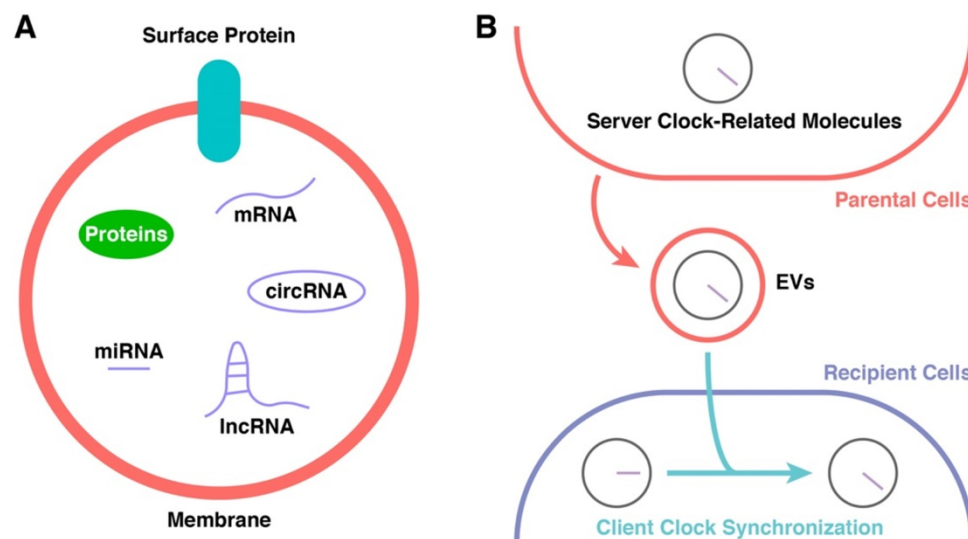 A
Surface Protein
mRNA
Proteins
circRNA
miRNA
lncRNA
Membrane
B
Server Clock-Related Molecules
Parental Cells
EVs
Recipient Cells
Client Clock Synchronization